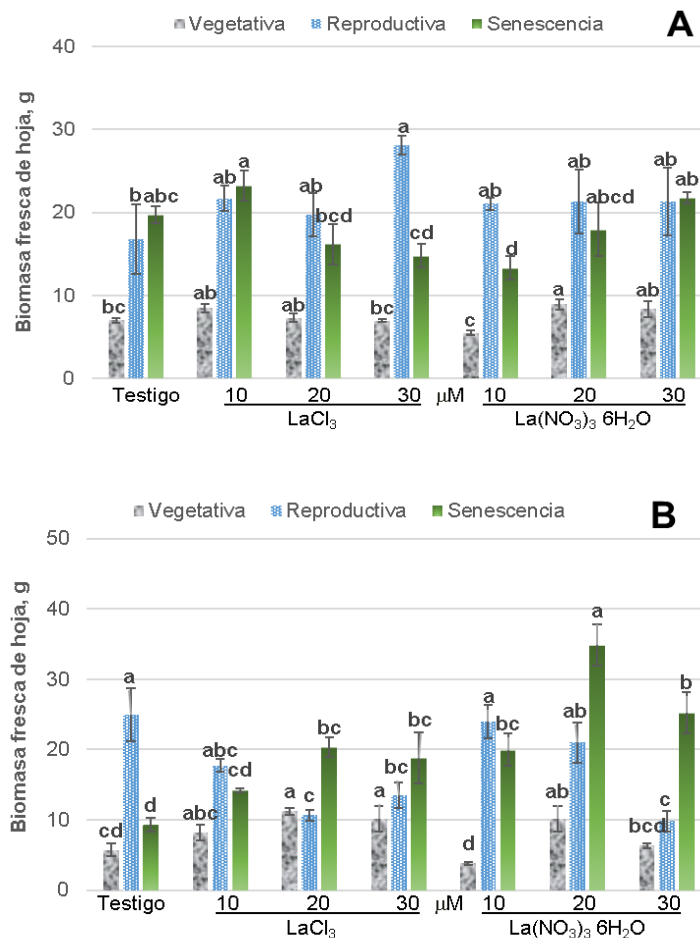 Vegetativa Reproductiva Senescencia
A
Biomasa fresca de hoja, g
40
30
20
10
0
bc b abc
ab ab a
ab ab bcd
bc a cd
c ab d
a ab abcd
ab ab ab
Testigo 10 20 30 μM 10 20 30
LaCl₃ La(NO₃)₃ 6H₂O
Vegetativa Reproductiva Senescencia
B
Biomasa fresca de hoja, g
50
40
30
20
10
0
cd a d
abc abc cd
a c bc
a bc bc
d a bc
ab ab a
bcd c b
Testigo 10 20 30 μM 10 20 30
LaCl₃ La(NO₃)₃ 6H₂O